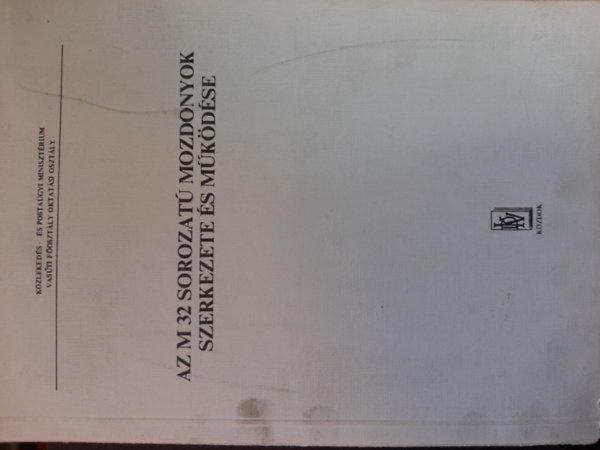 KÖZLEKEDÉS - ÉS POSTAÜGYI MINISZTÉRIUM
VASÚTI FŐOSZTÁLY OKTATÁSI OSZTÁLY
AZ M 32 SOROZATÚ MOZDONYOK
SZERKEZETE ÉS MŰKÖDÉSE
KÖZDOK